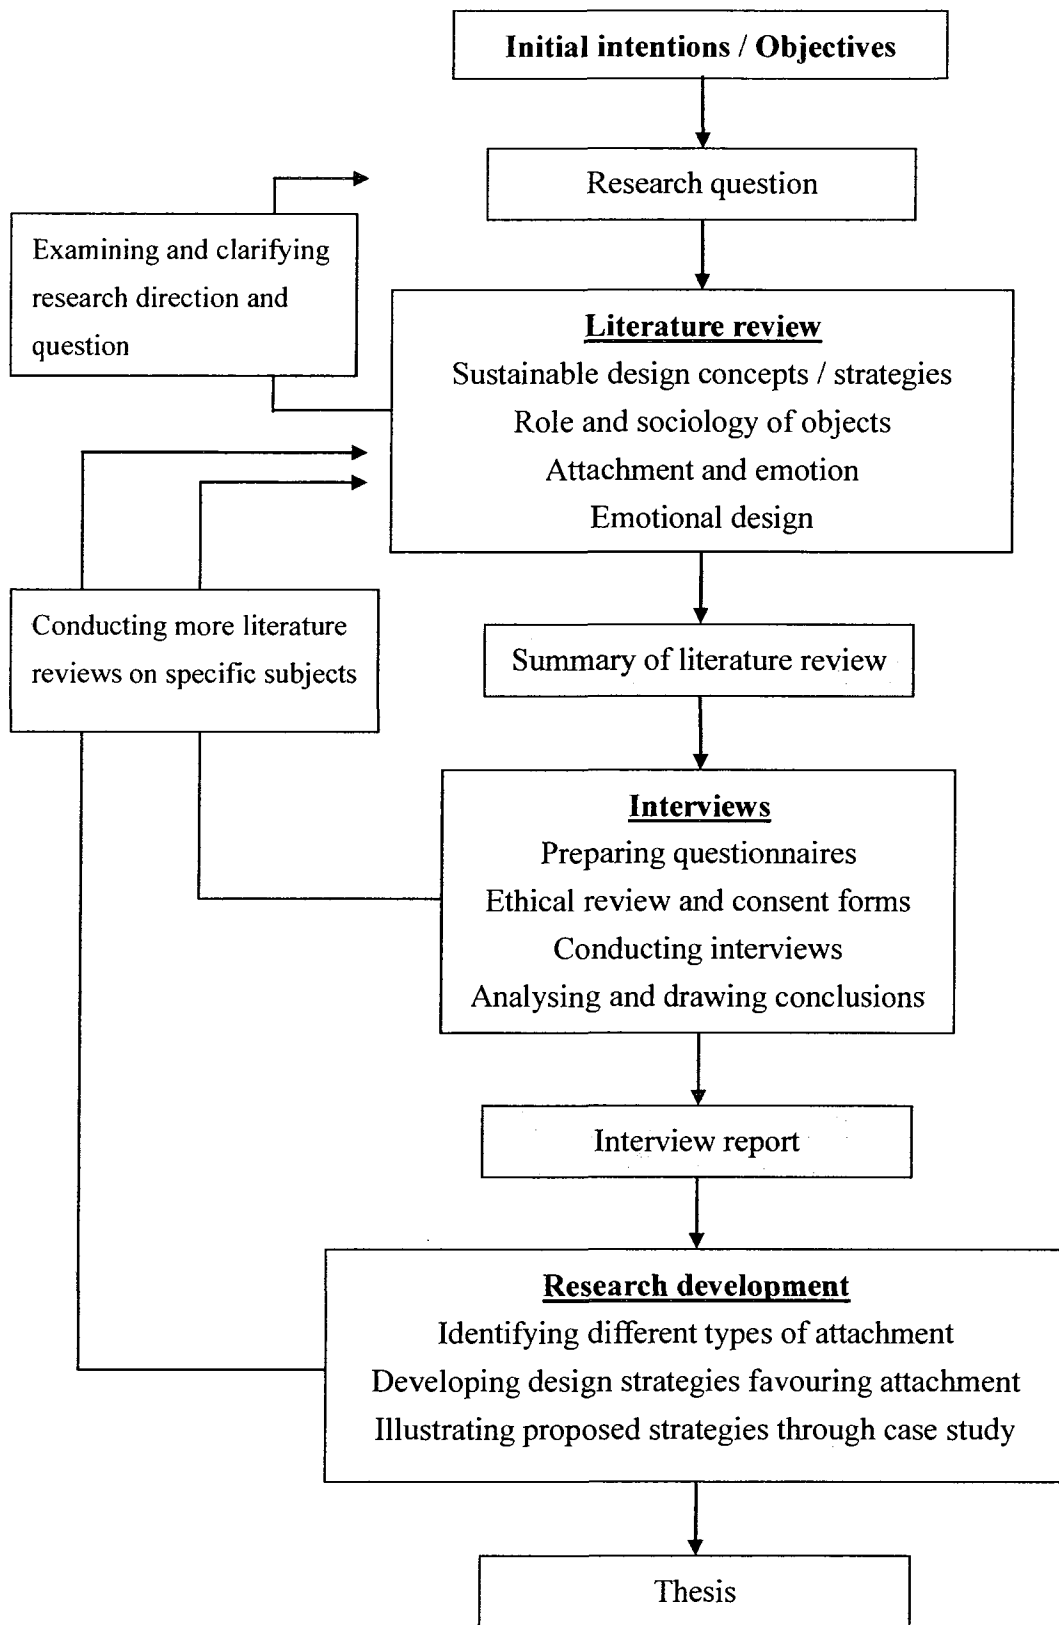 Initial intentions / Objectives
Research question
Examining and clarifying
research direction and
question
Literature review
Sustainable design concepts / strategies
Role and sociology of objects
Attachment and emotion
Emotional design
Conducting more literature
reviews on specific subjects
Summary of literature review
Interviews
Preparing questionnaires
Ethical review and consent forms
Conducting interviews
Analysing and drawing conclusions
Interview report
Research development
Identifying different types of attachment
Developing design strategies favouring attachment
Illustrating proposed strategies through case study
Thesis